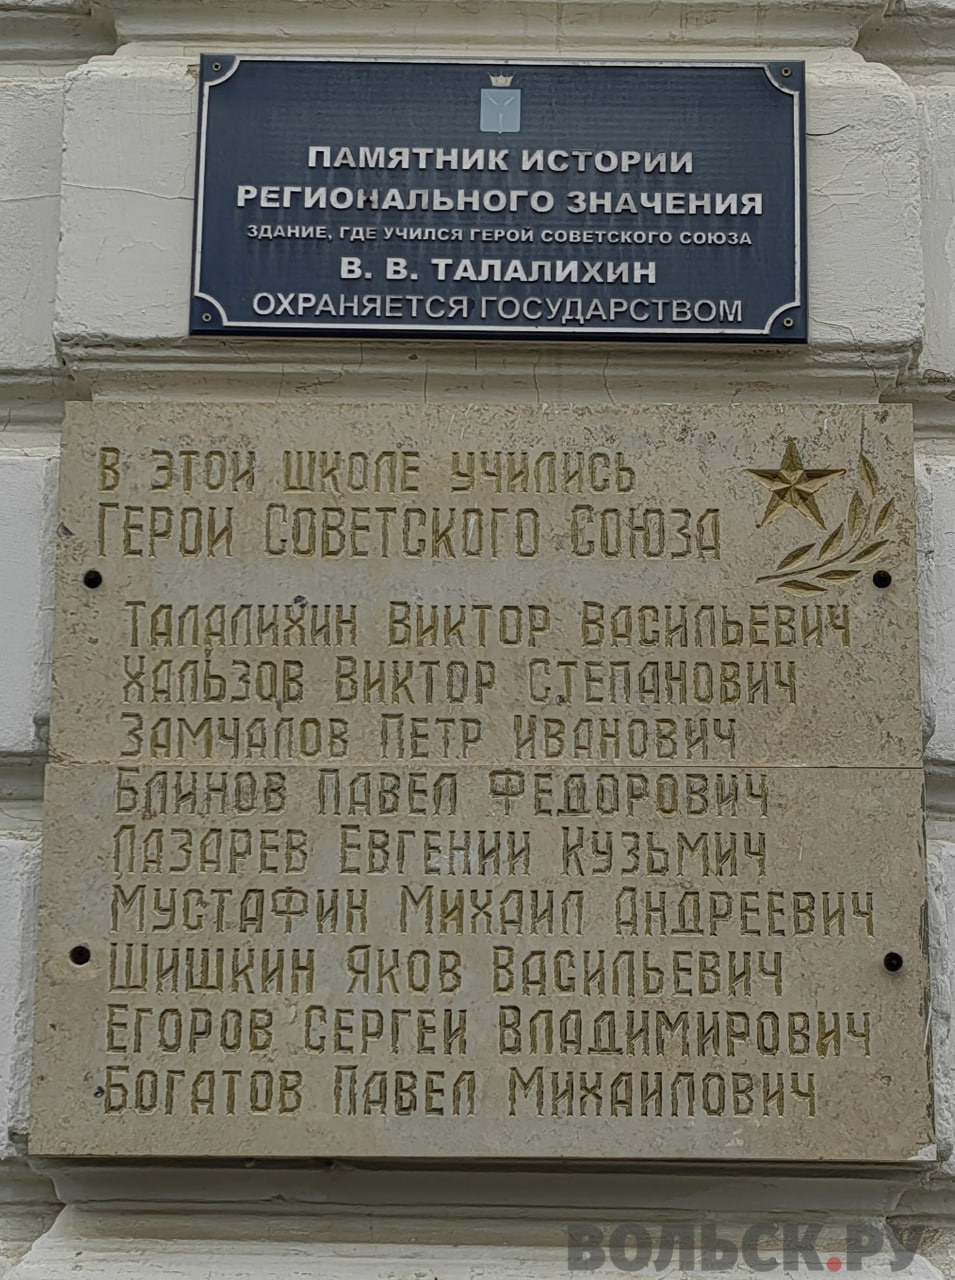 ПАМЯТНИК ИСТОРИИ
РЕГИОНАЛЬНОГО ЗНАЧЕНИЯ
ЗДАНИЕ, ГДЕ УЧИЛСЯ ГЕРОЙ СОВЕТСКОГО СОЮЗА
В. В. ТАЛАЛИХИН
ОХРАНЯЕТСЯ ГОСУДАРСТВОМ
В ЭТОЙ ШКОЛЕ УЧИЛИСЬ
ГЕРОИ СОВЕТСКОГО СОЮЗА
ТАЛАЛИХИН ВИКТОР ВАСИЛЬЕВИЧ
ХАЛЬЗОВ ВИКТОР СТЕПАНОВИЧ
ЗАМЧАЛОВ ПЕТР ИВАНОВИЧ
БЛИНОВ ПАВЕЛ ФЕДОРОВИЧ
ЛАЗАРЕВ ЕВГЕНИЙ КУЗЬМИЧ
МУСТАФИН МИХАИЛ АНДРЕЕВИЧ
ШИШКИН ЯКОВ ВАСИЛЬЕВИЧ
ЕГОРОВ СЕРГЕЙ ВЛАДИМИРОВИЧ
БОГАТОВ ПАВЕЛ МИХАЙЛОВИЧ
ВОЛЬСК.РУ